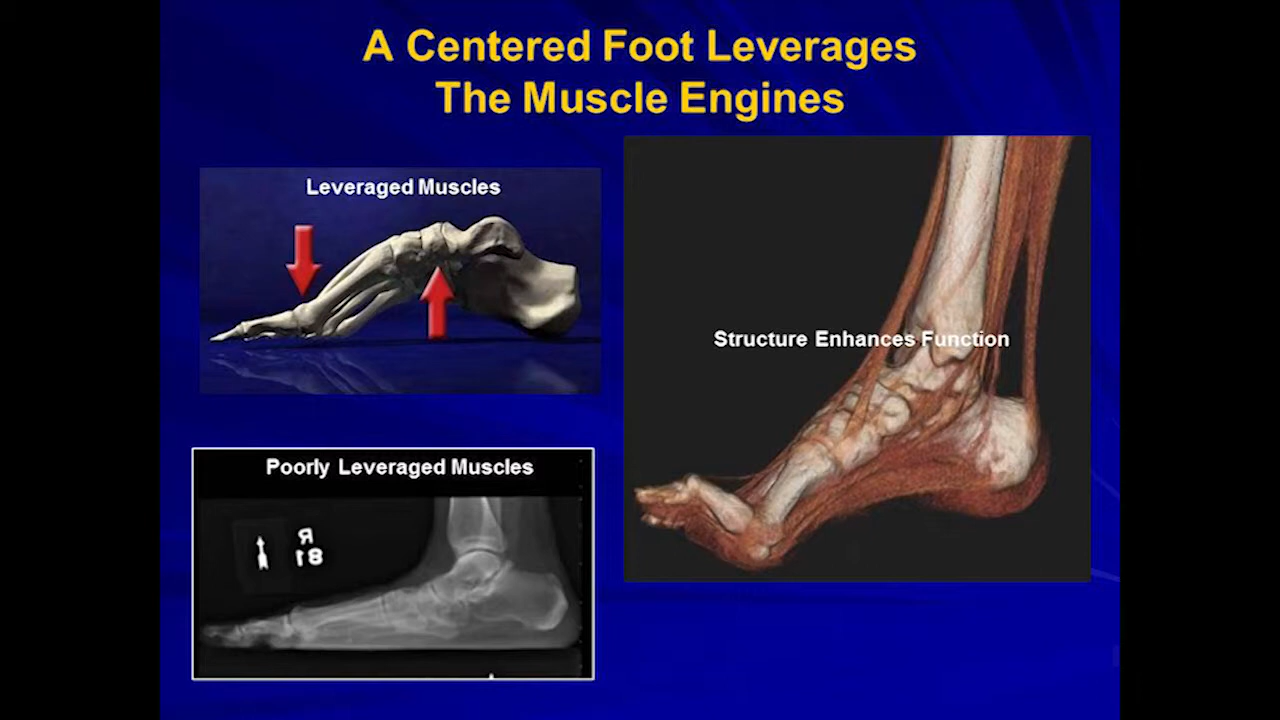 A Centered Foot Leverages
The Muscle Engines
Leveraged Muscles
Structure Enhances Function
Poorly Leveraged Muscles
R
81